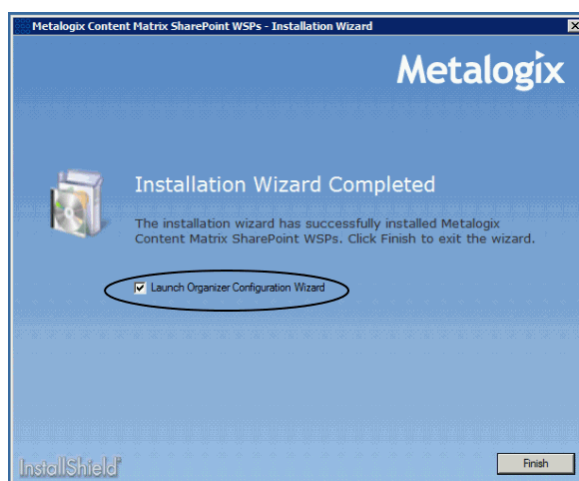 Metalogix Content Matrix SharePoint WSPs - Installation Wizard
Metalogix
Installation Wizard Completed
The installation wizard has successfully installed Metalogix
Content Matrix SharePoint WSPs. Click Finish to exit the wizard.
Launch Organizer Configuration Wizard
InstallShield
Finish